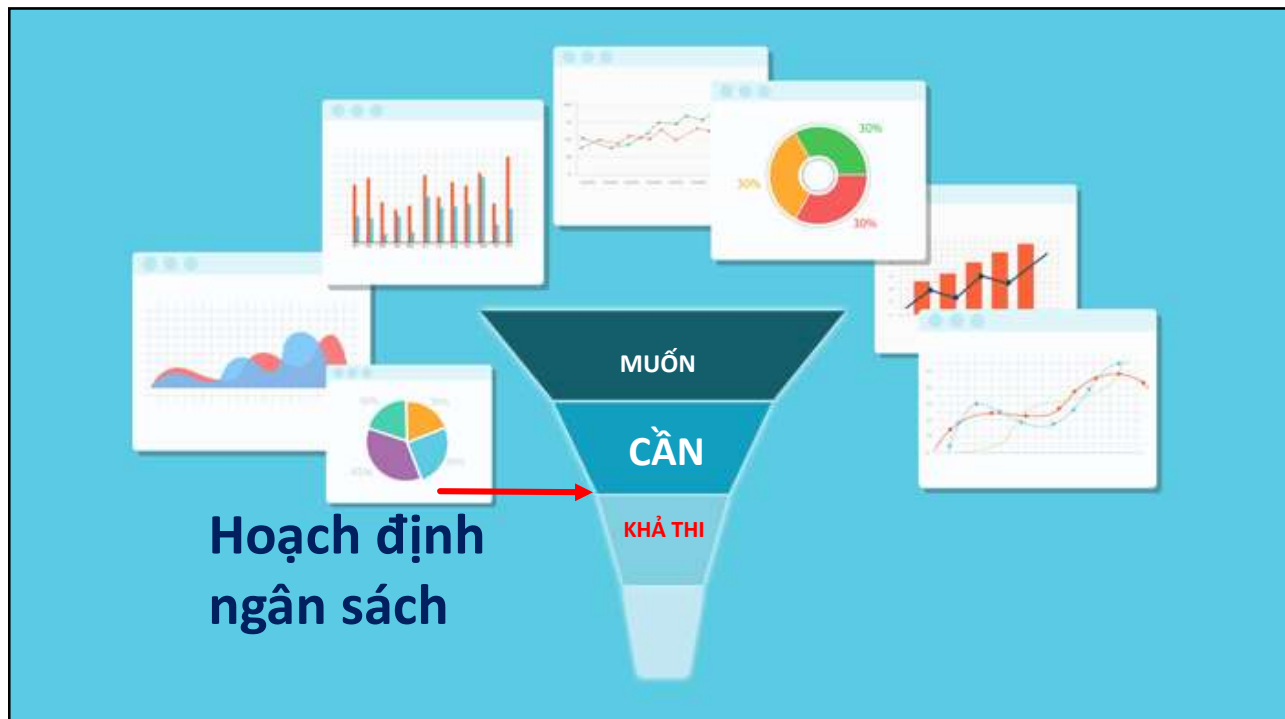 30%
30%
30%
MUỐN
CẦN
KHẢ THI
Hoạch định
ngân sách